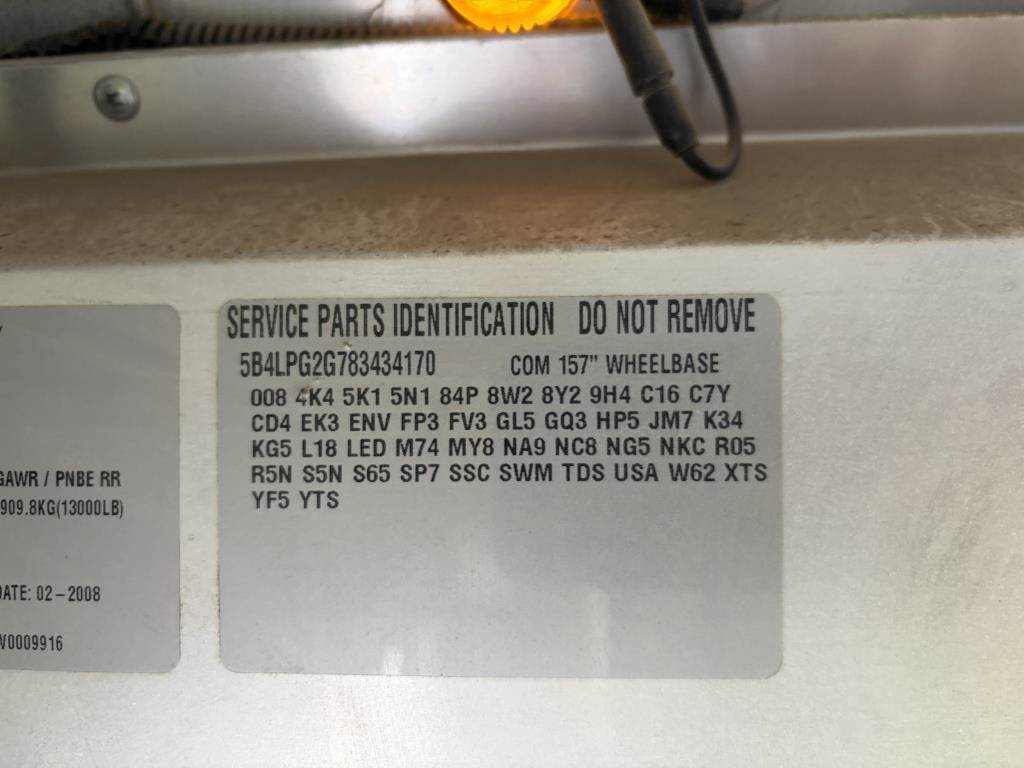 SERVICE PARTS IDENTIFICATION DO NOT REMOVE
5B4LPG2G783434170 COM 157" WHEELBASE
008 4K4 5K1 5N1 84P 8W2 8Y2 9H4 C16 C7Y
CD4 EK3 ENV FP3 FV3 GL5 GQ3 HP5 JM7 K34
KG5 L18 LED M74 MY8 NA9 NC8 NG5 NKC R05
R5N S5N S65 SP7 SSC SWM TDS USA W62 XTS
YF5 YTS
GAWR / PNBE RR
909.8KG(13000LB)
DATE: 02-2008
W0009916